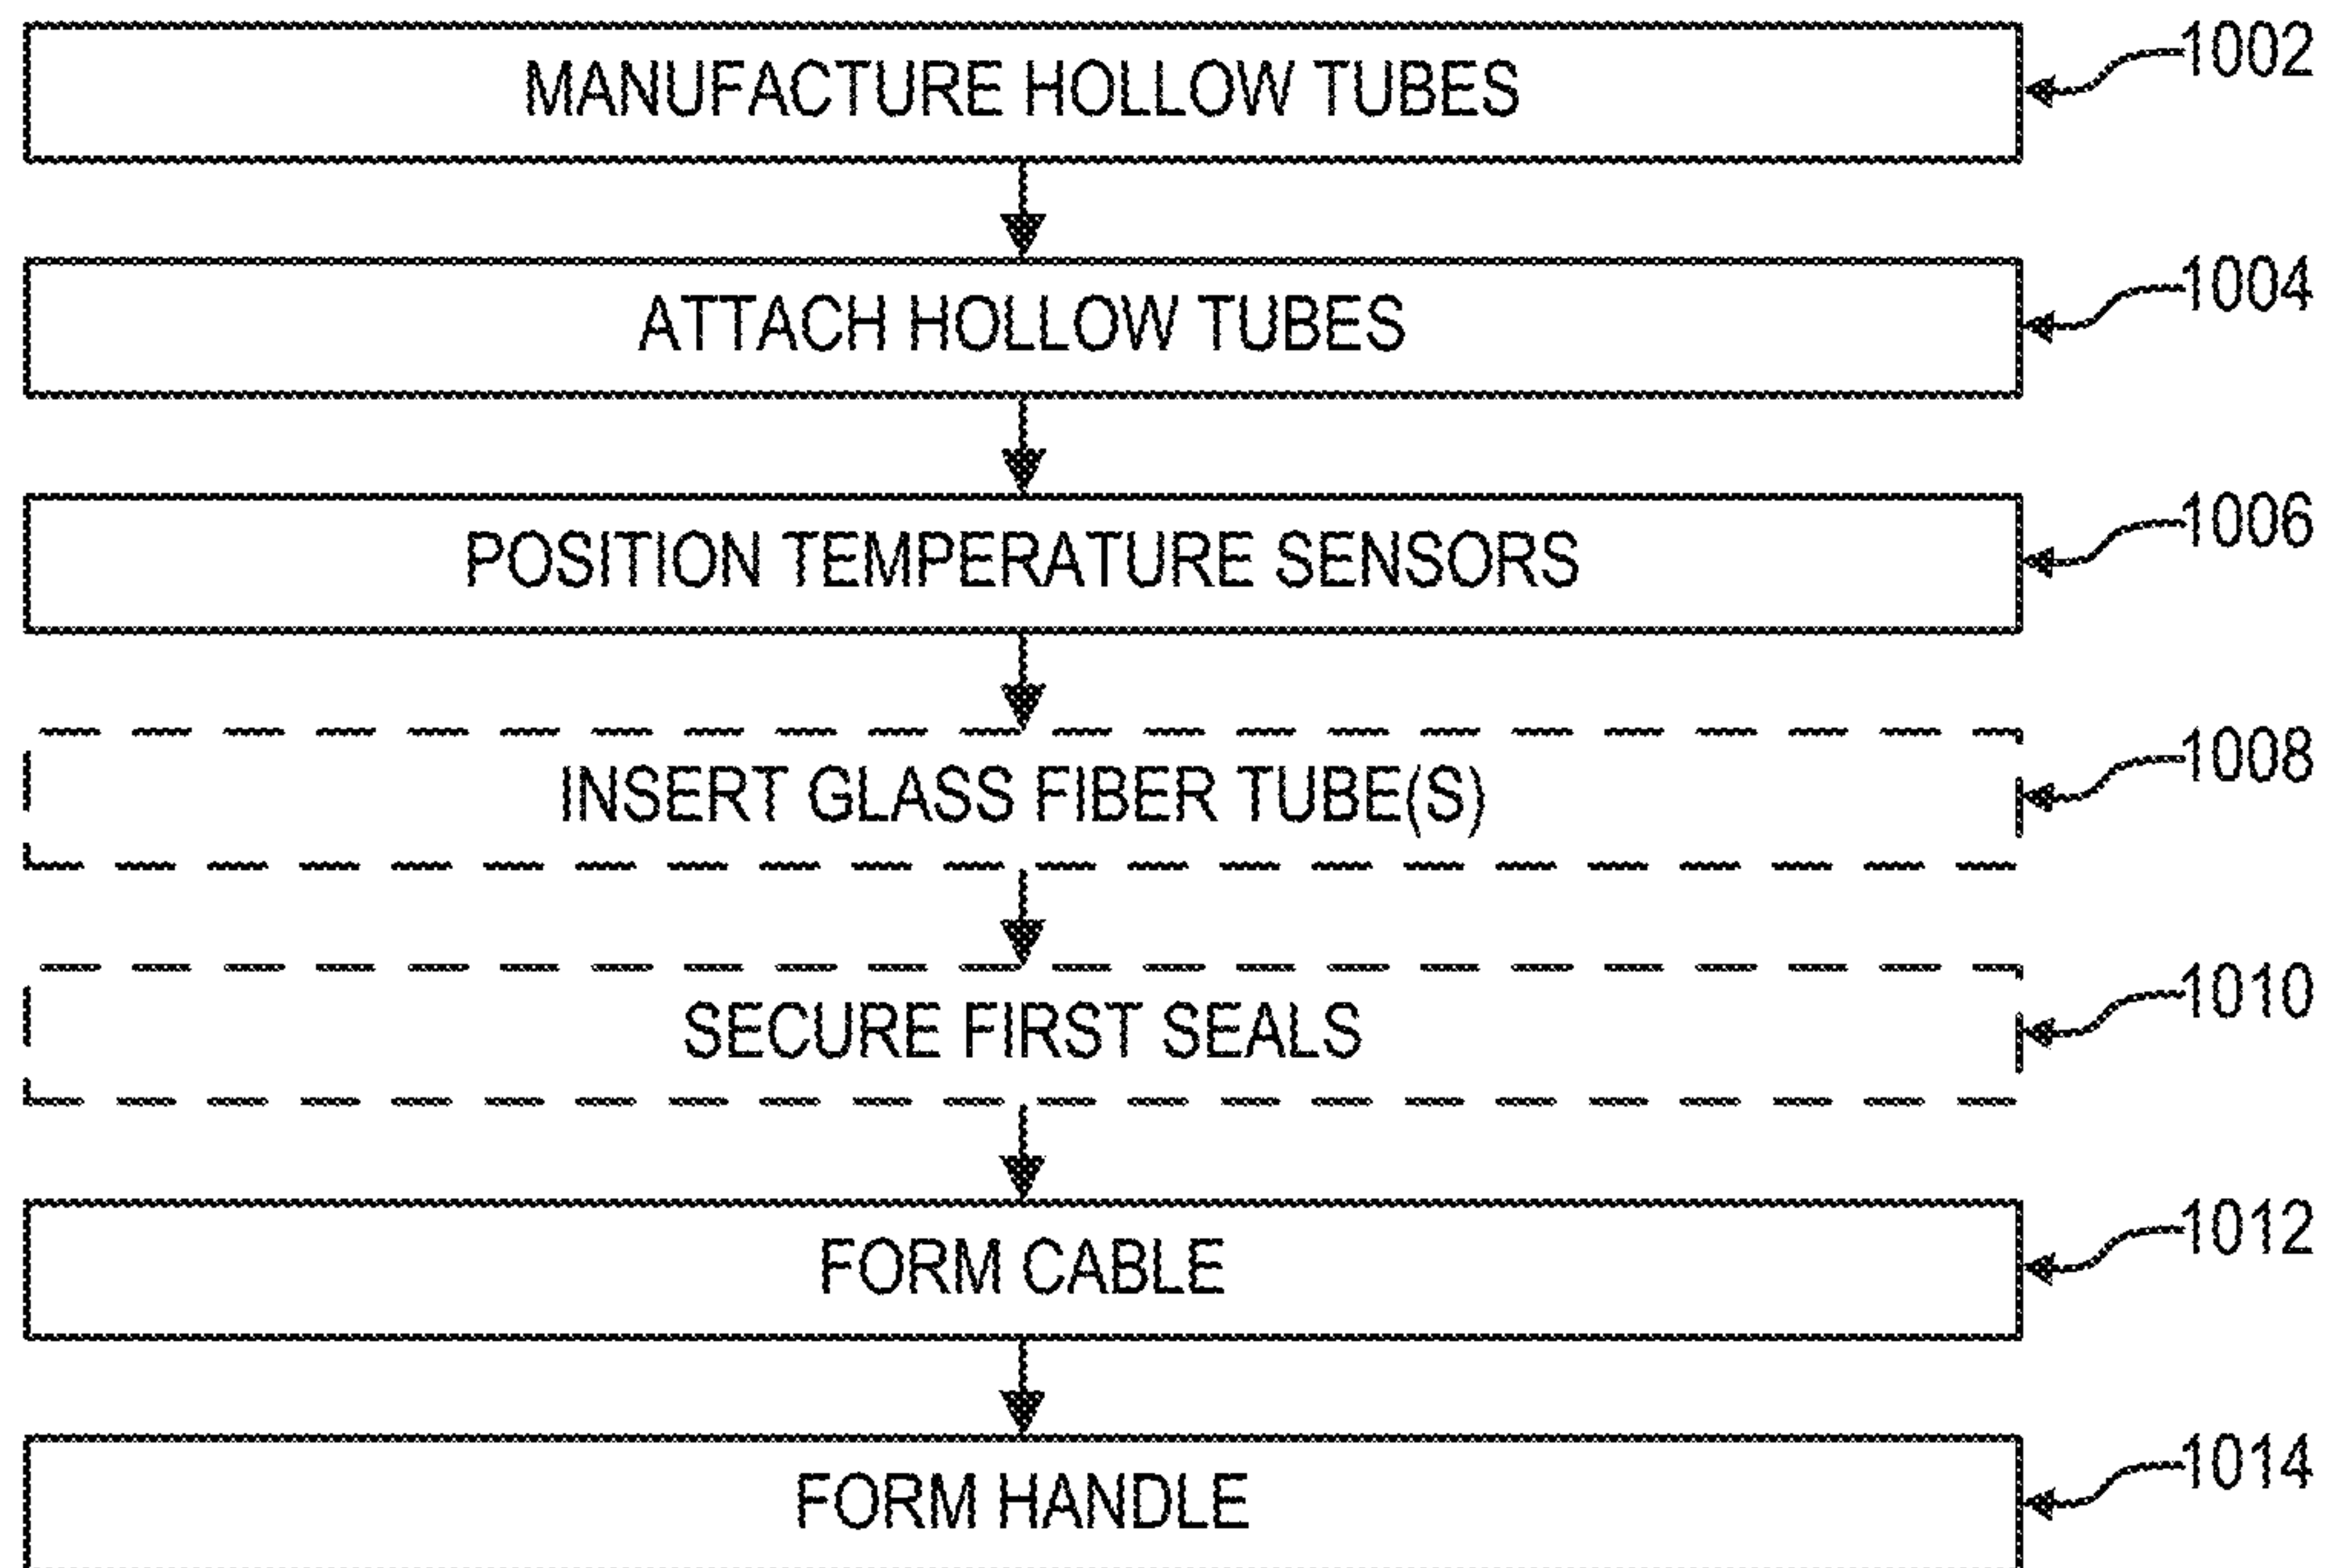 MANUFACTURE HOLLOW TUBES 1002
ATTACH HOLLOW TUBES 1004
POSITION TEMPERATURE SENSORS 1006
INSERT GLASS FIBER TUBE(S) 1008
SECURE FIRST SEALS 1010
FORM CABLE 1012
FORM HANDLE 1014